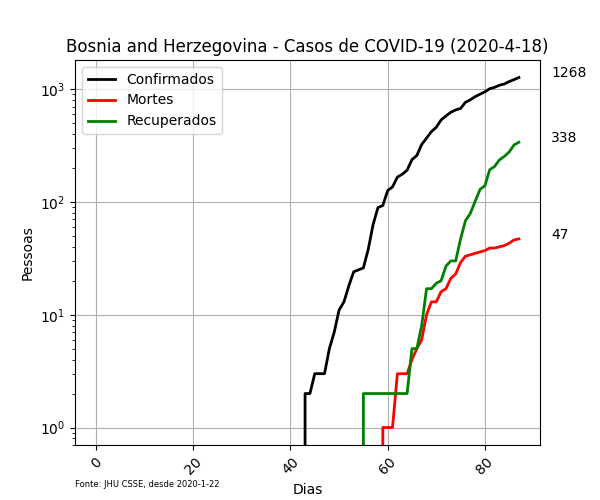 Bosnia and Herzegovina - Casos de COVID-19 (2020-4-18)
Confirmados
Mortes
Recuperados
1268
338
47
Pessoas
10³
10²
10¹
10⁰
0
20
40
60
80
Dias
Fonte: JHU CSSE, desde 2020-1-22